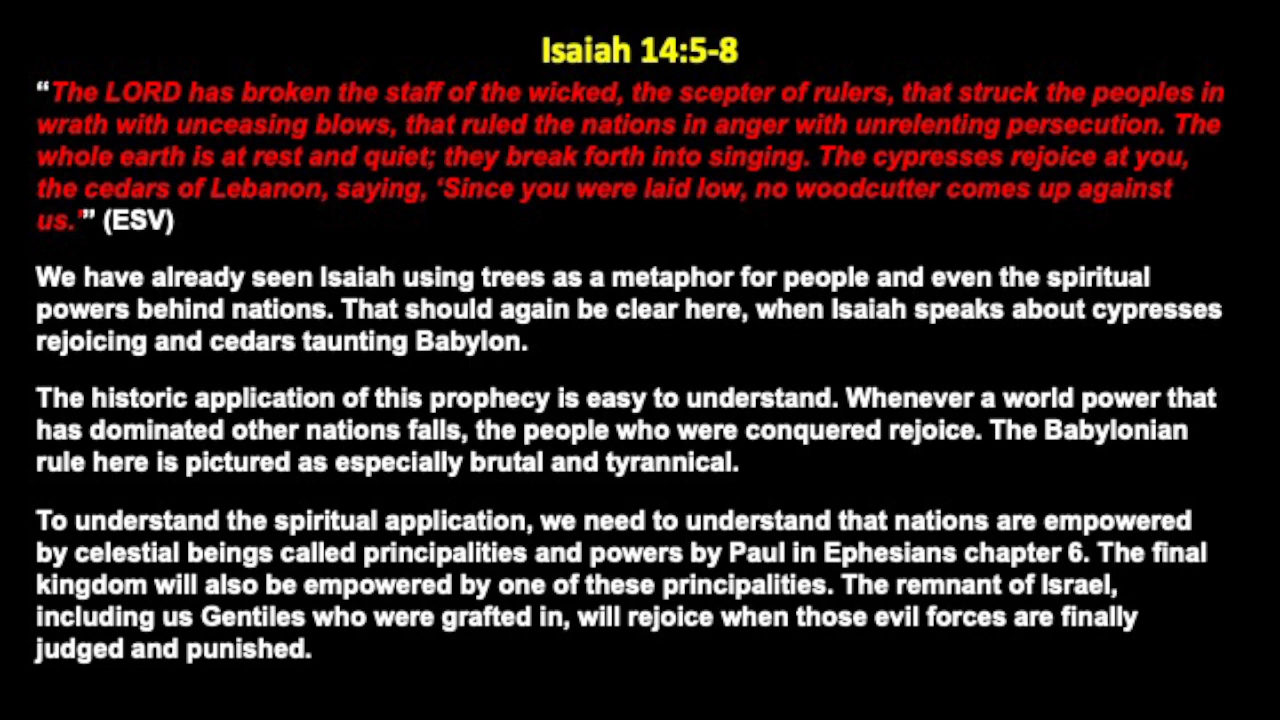 Isaiah 14:5-8
“The LORD has broken the staff of the wicked, the scepter of rulers, that struck the peoples in
wrath with unceasing blows, that ruled the nations in anger with unrelenting persecution. The
whole earth is at rest and quiet; they break forth into singing. The cypresses rejoice at you,
the cedars of Lebanon, saying, ‘Since you were laid low, no woodcutter comes up against
us.’” (ESV)
We have already seen Isaiah using trees as a metaphor for people and even the spiritual
powers behind nations. That should again be clear here, when Isaiah speaks about cypresses
rejoicing and cedars taunting Babylon.
The historic application of this prophecy is easy to understand. Whenever a world power that
has dominated other nations falls, the people who were conquered rejoice. The Babylonian
rule here is pictured as especially brutal and tyrannical.
To understand the spiritual application, we need to understand that nations are empowered
by celestial beings called principalities and powers by Paul in Ephesians chapter 6. The final
kingdom will also be empowered by one of these principalities. The remnant of Israel,
including us Gentiles who were grafted in, will rejoice when those evil forces are finally
judged and punished.